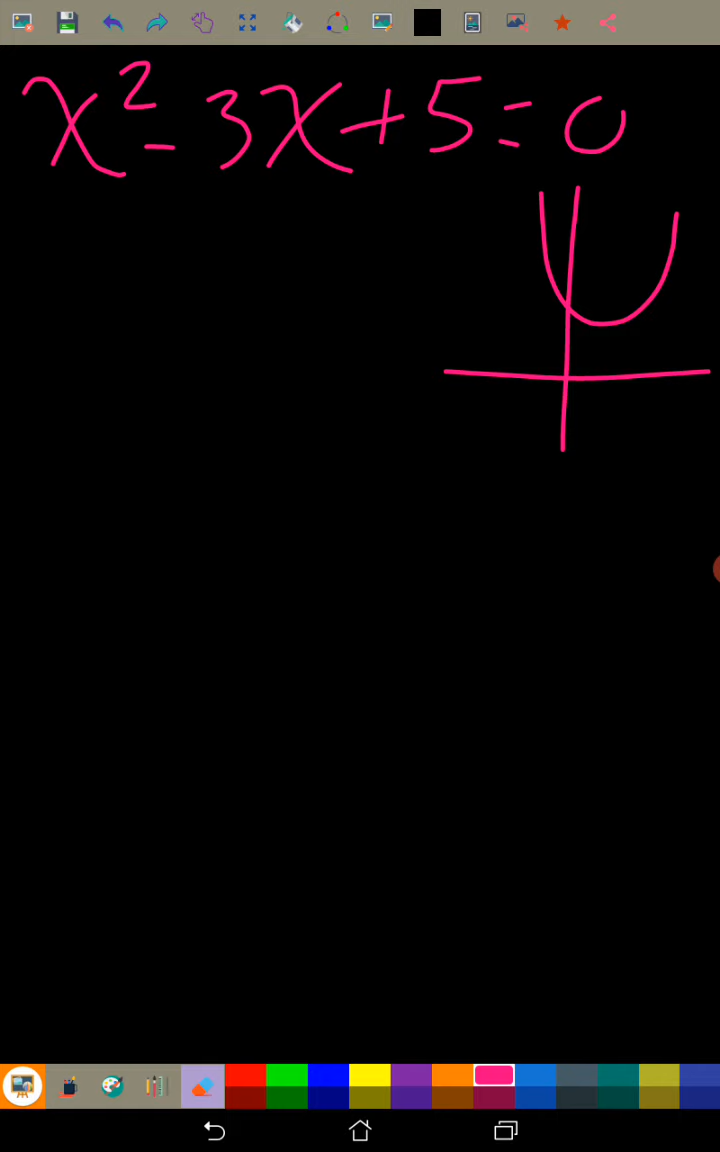 x² - 3x + 5 = 0